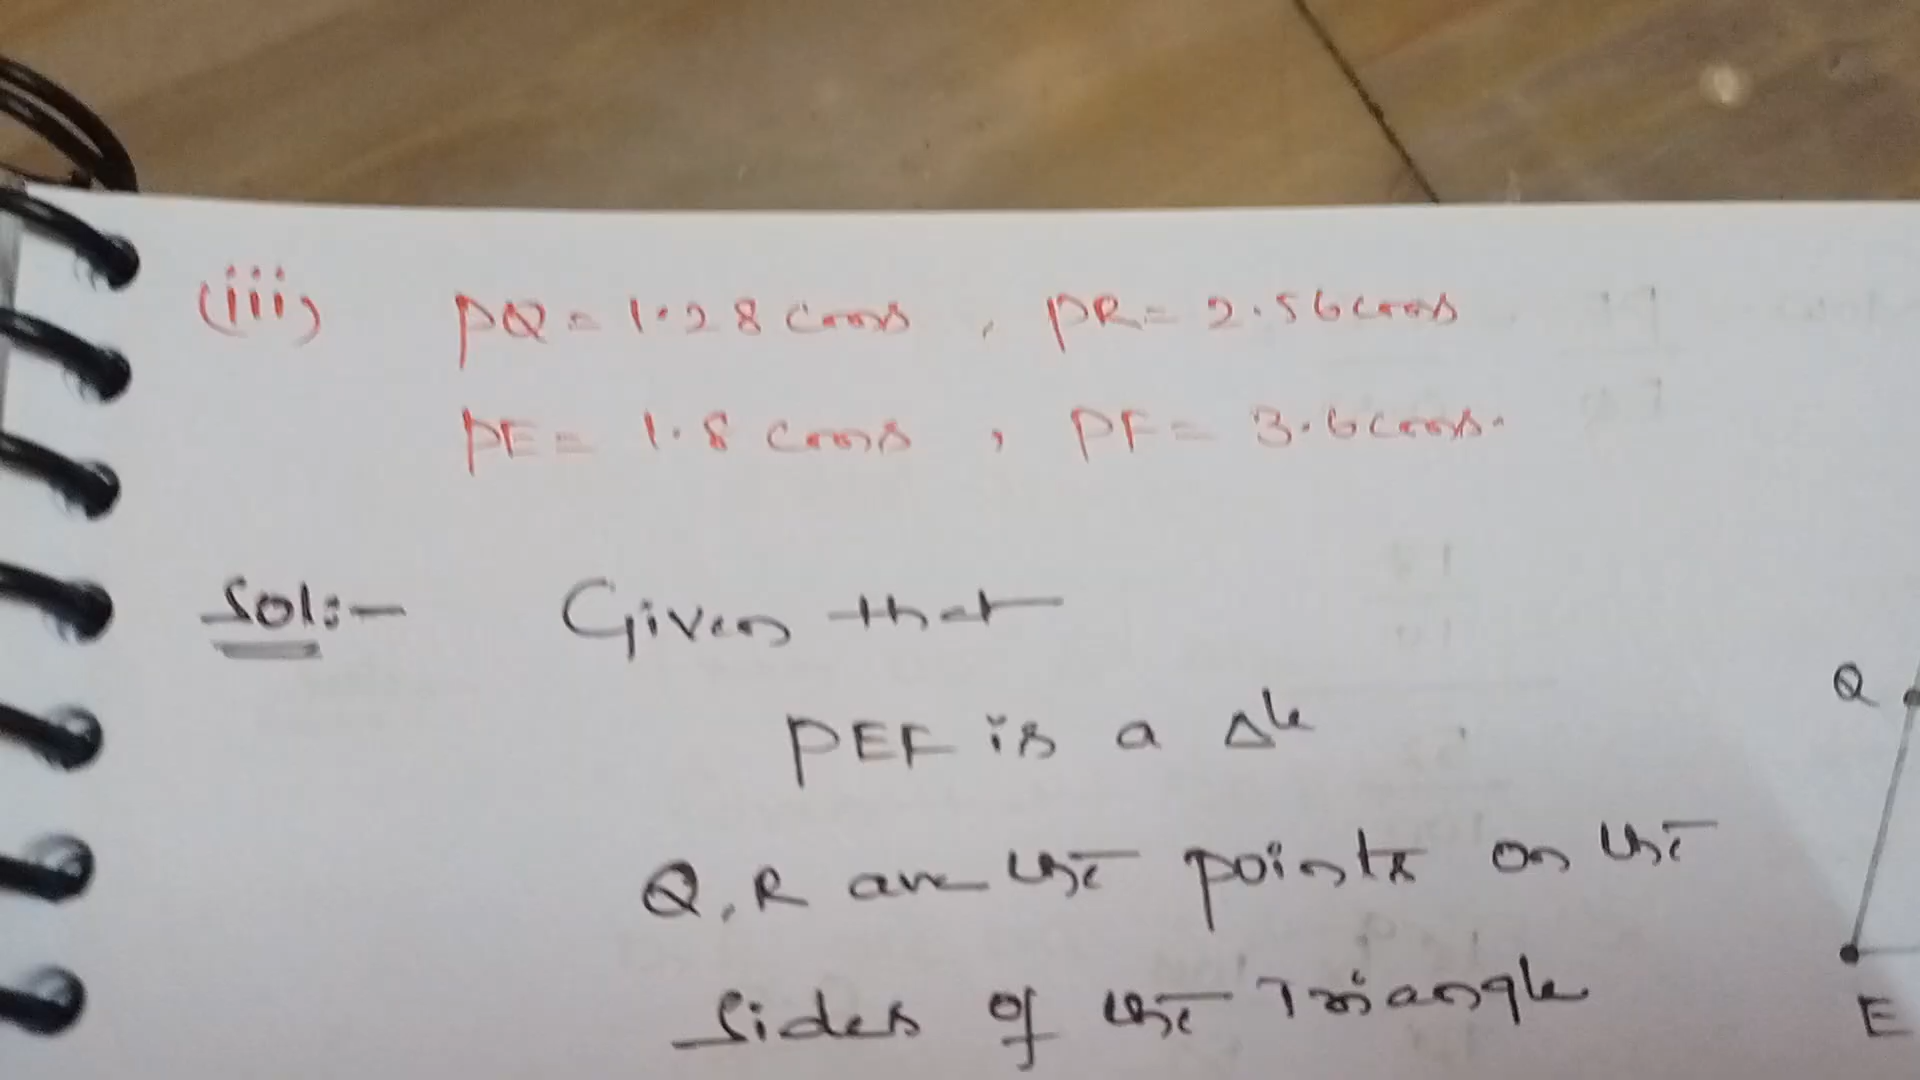 (iii) PQ = 1.28 cms, PR = 2.56 cms
PE = 1.8 cms, PF = 3.6 cms.
Sol:- Given that
PEF is a Δle
Q
Q, R are the points on the
sides of the Triangle
E